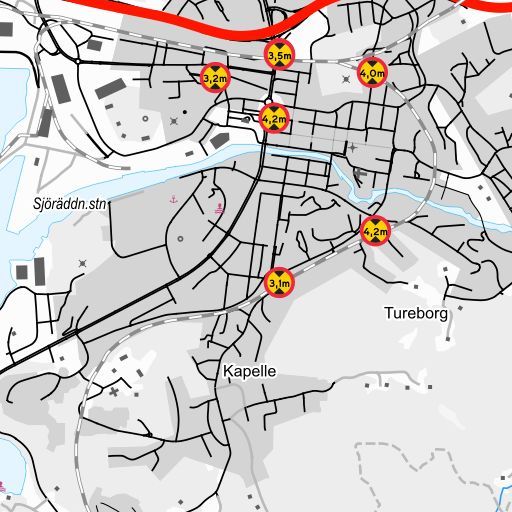 3,5m
3,2m
4,0m
4,2m
Sjöräddn.stn
4,2m
3,1m
Tureborg
Kapelle